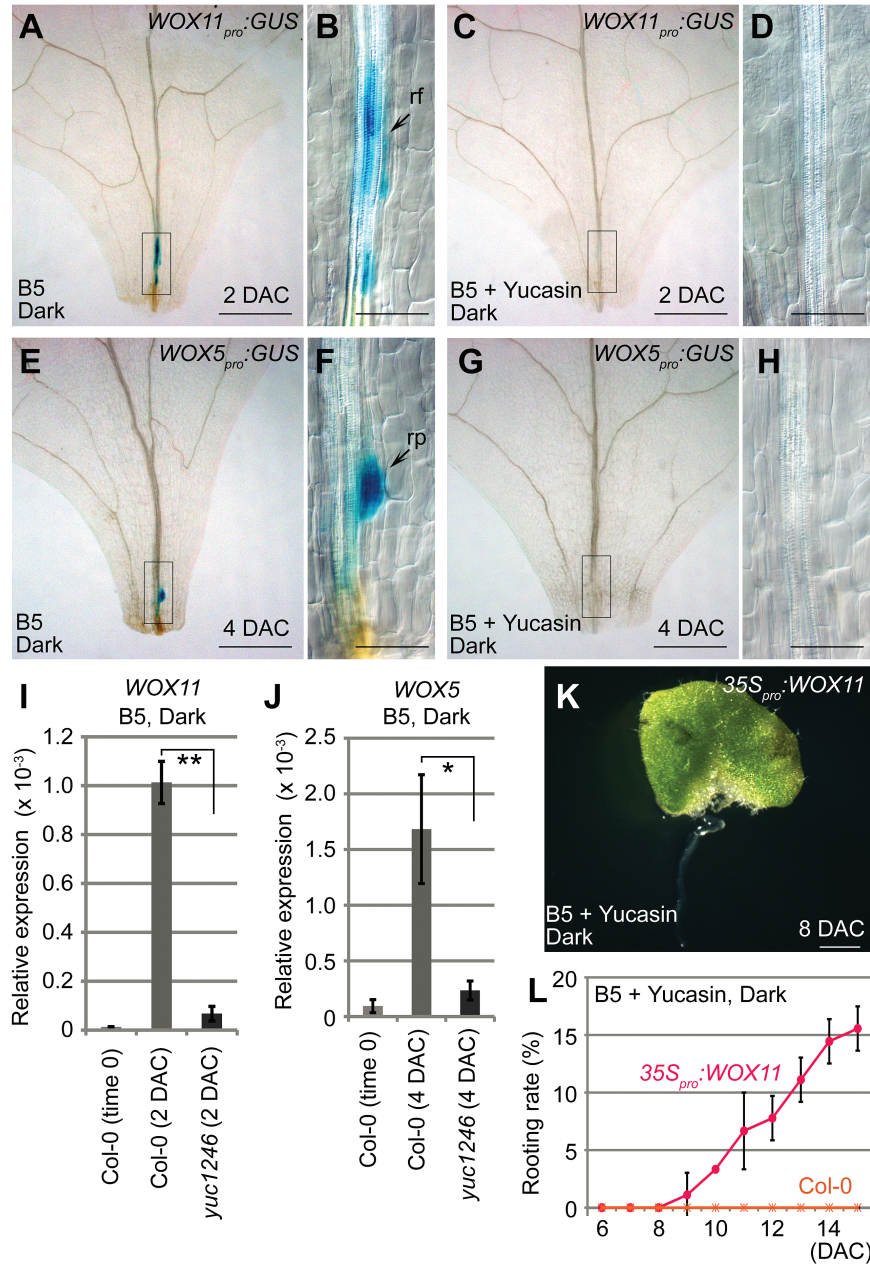 A
WOX11pro:GUS
B5
Dark
2 DAC
B
rf
C
WOX11pro:GUS
B5 + Yucasin
Dark
2 DAC
D
E
WOX5pro:GUS
B5
Dark
4 DAC
F
rp
G
WOX5pro:GUS
B5 + Yucasin
Dark
4 DAC
H
I
WOX11
B5, Dark
Relative expression (x 10-3)
1.2
1.0
0.8
0.6
0.4
0.2
0
**
Col-0 (time 0)
Col-0 (2 DAC)
yuc1246 (2 DAC)
J
WOX5
B5, Dark
Relative expression (x 10-3)
2.5
2.0
1.5
1.0
0.5
0
*
Col-0 (time 0)
Col-0 (4 DAC)
yuc1246 (4 DAC)
K
35Spro:WOX11
B5 + Yucasin
Dark
8 DAC
L
B5 + Yucasin, Dark
Rooting rate (%)
20
15
10
5
0
35Spro:WOX11
Col-0
6 8 10 12 14
(DAC)